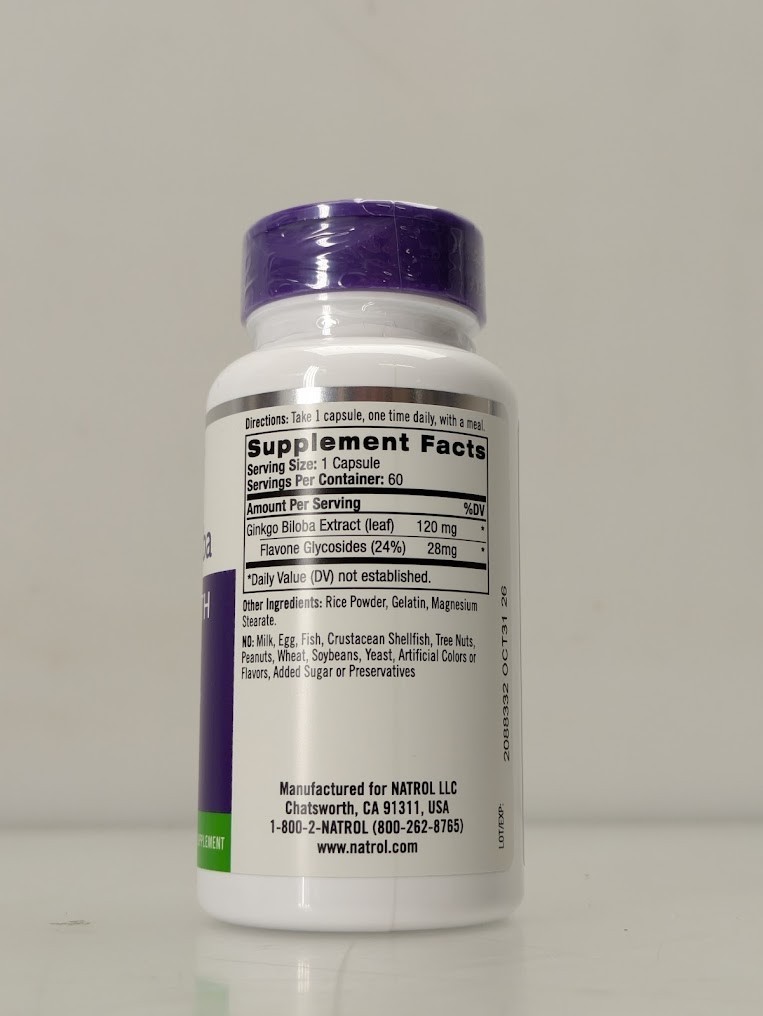 Directions: Take 1 capsule, one time daily, with a meal.
Supplement Facts
Serving Size: 1 Capsule
Servings Per Container: 60
Amount Per Serving %DV
Ginkgo Biloba Extract (leaf) 120 mg *
Flavone Glycosides (24%) 28mg *
*Daily Value (DV) not established.
Other Ingredients: Rice Powder, Gelatin, Magnesium
Stearate.
NO: Milk, Egg, Fish, Crustacean Shellfish, Tree Nuts,
Peanuts, Wheat, Soybeans, Yeast, Artificial Colors or
Flavors, Added Sugar or Preservatives
Manufactured for NATROL LLC
Chatsworth, CA 91311, USA
1-800-2-NATROL (800-262-8765)
www.natrol.com
LOT/EXP:
2088332 OCT31 26